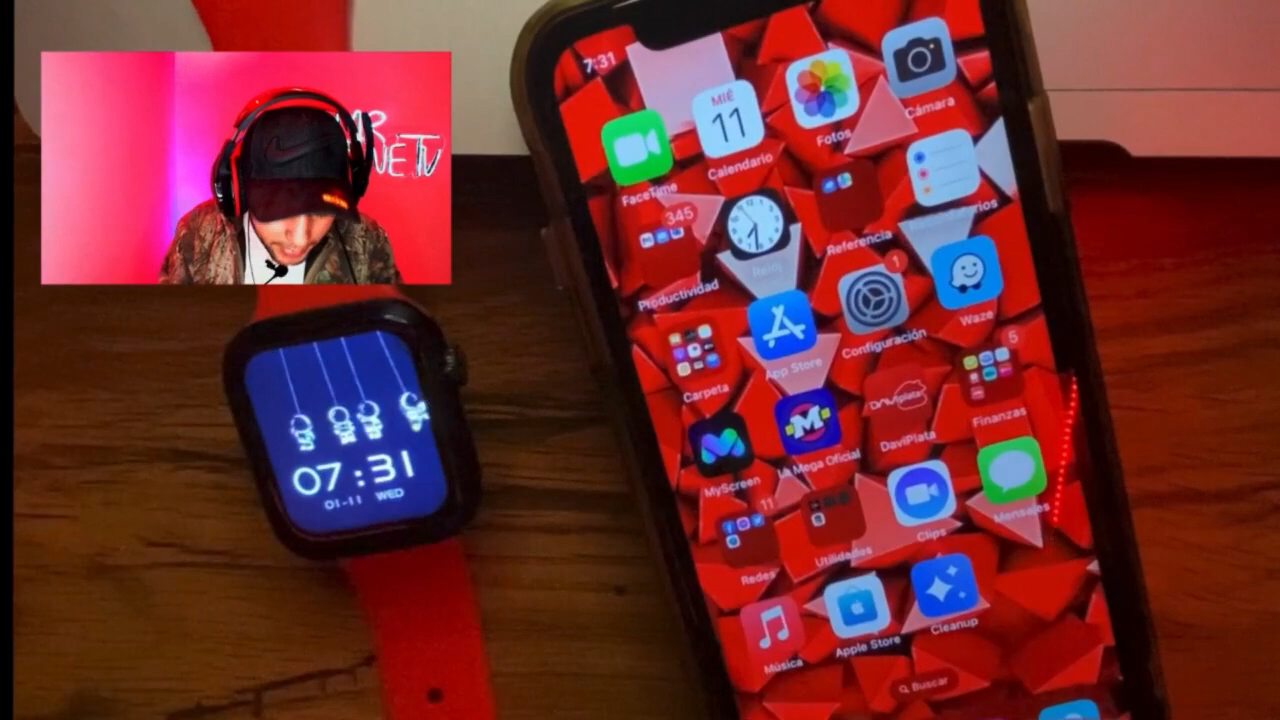 7:31
FaceTime
MIÉ
11
Calendario
Fotos
Cámara
345
Productividad
Reloj
Referencia
1
Waze
Carpeta
App Store
Configuración
5
Finanzas
MyScreen
M
La Mega Oficial
DaviPlata
DaviPlata
Mensajes
11
Redes
Utilidades
Clips
Música
Apple Store
Cleanup
Buscar
07:31
01-11 WED